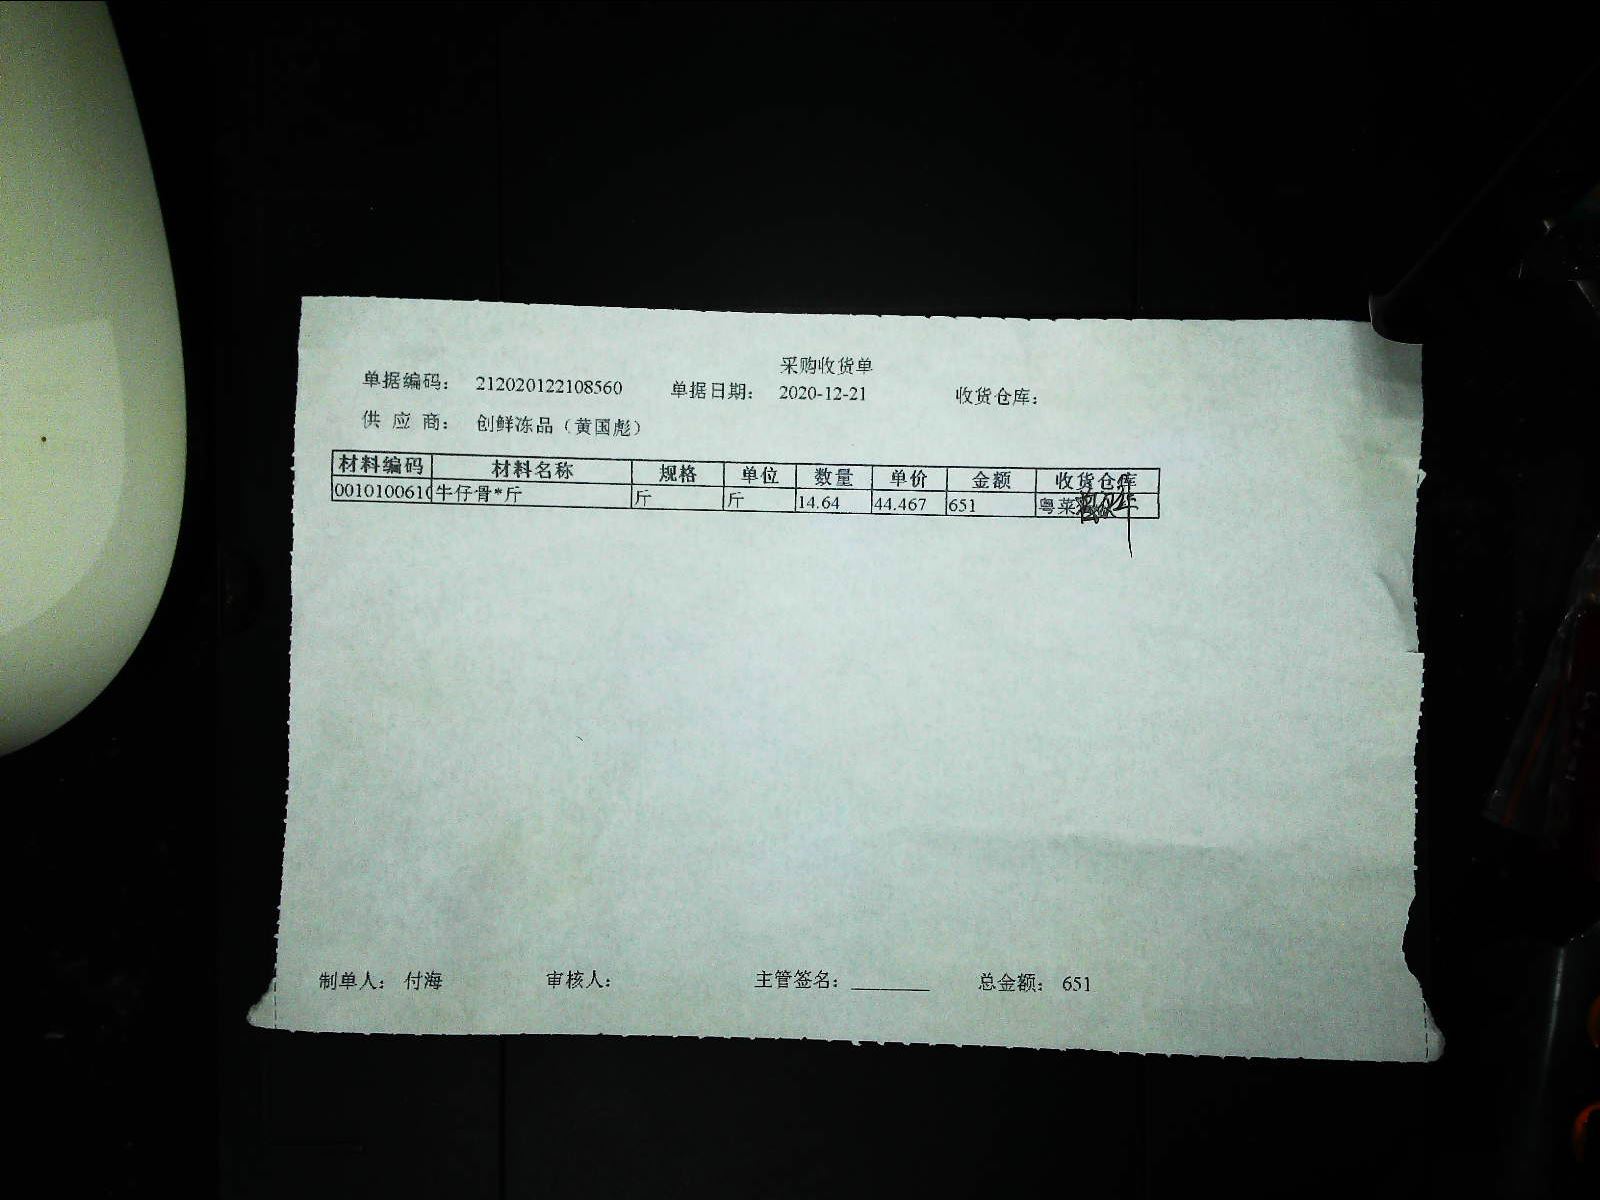 采购收货单
单据编码： 212020122108560 单据日期： 2020-12-21 收货仓库：
供 应 商： 创鲜冻品（黄国彪）
材料编码 材料名称 规格 单位 数量 单价 金额 收货仓库
0010100610 牛仔骨*斤 斤 斤 14.64 44.467 651 粤菜
制单人： 付海 审核人： 主管签名：________ 总金额： 651